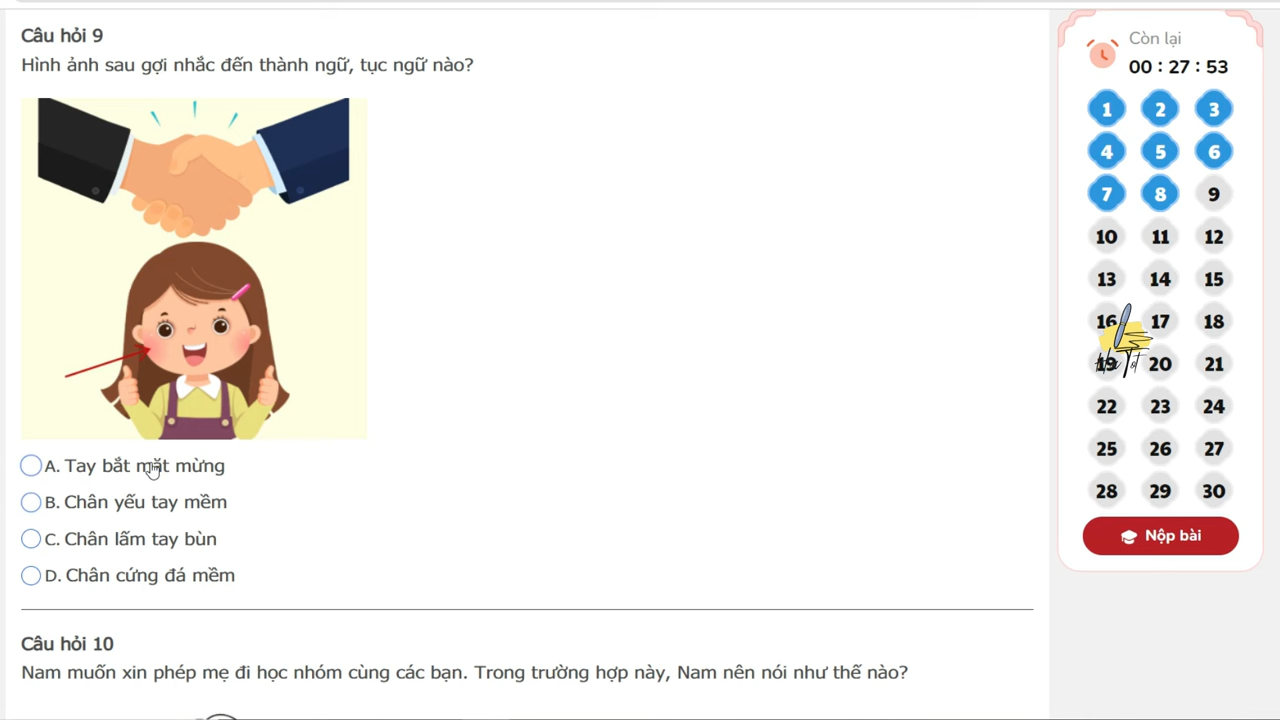 Câu hỏi 9
Hình ảnh sau gợi nhắc đến thành ngữ, tục ngữ nào?
A. Tay bắt mặt mừng
B. Chân yếu tay mềm
C. Chân lấm tay bùn
D. Chân cứng đá mềm
Câu hỏi 10
Nam muốn xin phép mẹ đi học nhóm cùng các bạn. Trong trường hợp này, Nam nên nói như thế nào?
Còn lại
00 : 27 : 53
1 2 3
4 5 6
7 8 9
10 11 12
13 14 15
16 17 18
19 20 21
22 23 24
25 26 27
28 29 30
Nộp bài